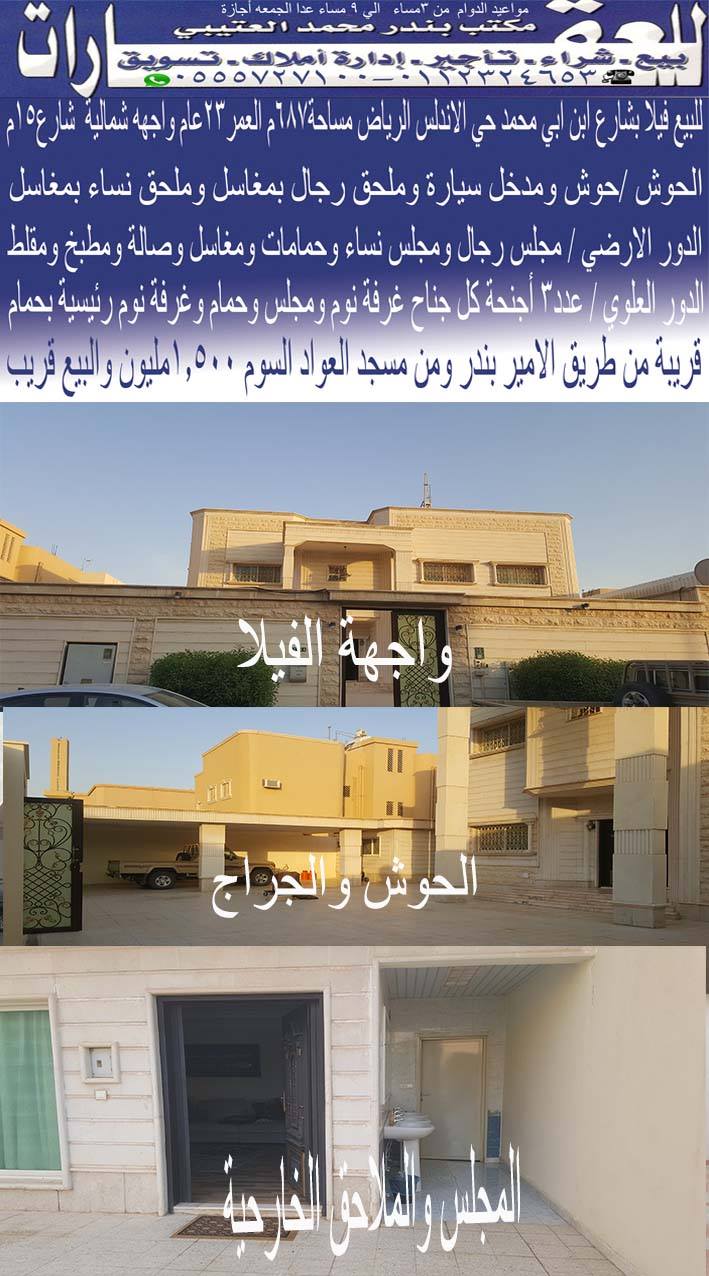 مواعيد الدوام من ٣مساء الي ٩ مساء عدا الجمعه أجازة
للعقارات
مكتب بندر محمد العتيبي
بيع - شراء - تأجير - إدارة أملاك - تسويق
٠٥٥٥٧٢٧١٠٠-٠١١٢٣٢٤٦٥٣
للبيع فيلا بشارع ابن ابي محمد حي الاندلس الرياض مساحة٦٨٧م العمر٢٣عام واجهه شمالية شارع١٥م
الحوش /حوش ومدخل سيارة وملحق رجال بمغاسل وملحق نساء بمغاسل
الدور الارضي / مجلس رجال ومجلس نساء وحمامات ومغاسل وصالة ومطبخ ومقلط
الدور العلوي / عدد٣ أجنحة كل جناح غرفة نوم ومجلس وحمام وغرفة نوم رئيسية بحمام
قريبة من طريق الامير بندر ومن مسجد العواد السوم ١,٥٠٠مليون والبيع قريب
واجهة الفيلا
الحوش والجراج
المجلس والملاحق الخارجية